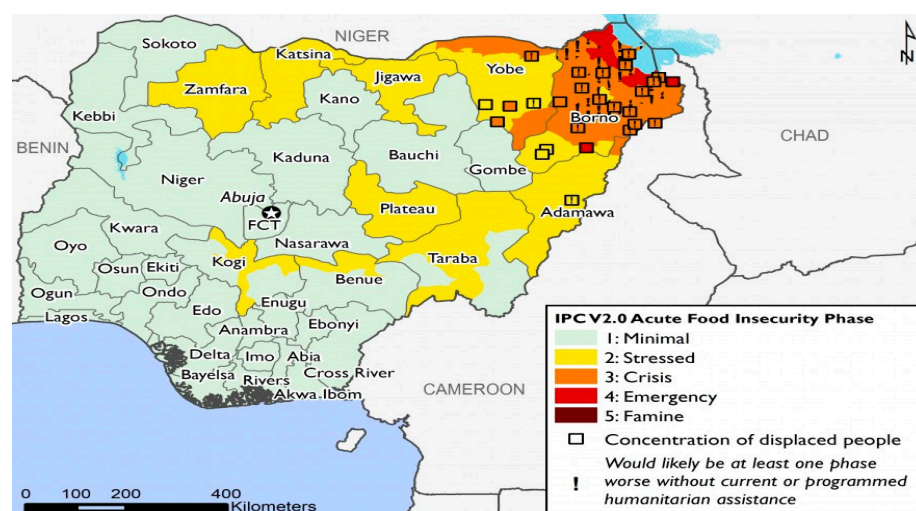 NIGER
N
Sokoto
Katsina
Yobe
Jigawa
Zamfara
Kano
Kebbi
Borno
CHAD
BENIN
Kaduna
Bauchi
Niger
Gombe
Abuja
FCT
Plateau
Adamawa
Kwara
Nasarawa
Oyo
Taraba
Kogi
Osun
Ekiti
Benue
Ogun
Ondo
Enugu
Lagos
Edo
Ebonyi
Anambra
Delta
Imo
Abia
Bayelsa
Rivers
Cross River
Akwa Ibom
CAMEROON
IPC V2.0 Acute Food Insecurity Phase
1: Minimal
2: Stressed
3: Crisis
4: Emergency
5: Famine
Concentration of displaced people
! Would likely be at least one phase
worse without current or programmed
humanitarian assistance
0 100 200 400
Kilometers